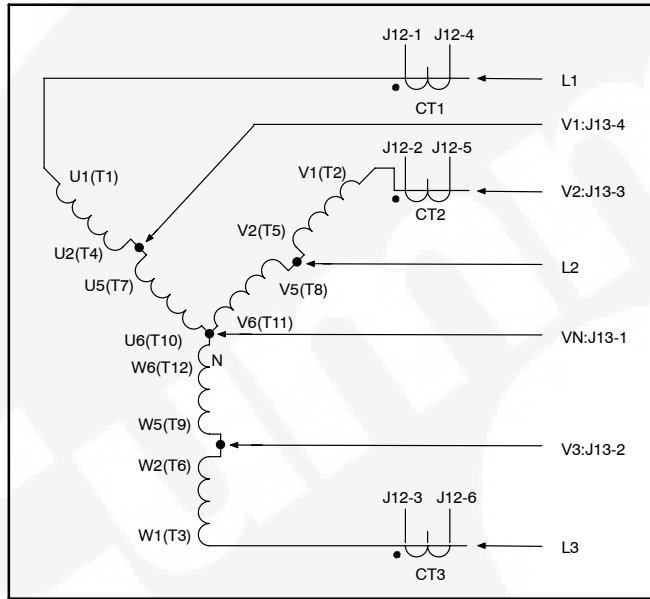 J12-1 J12-4
L1
CT1
V1:J13-4
J12-2 J12-5
V1(T2)
U1(T1)
V2:J13-3
CT2
V2(T5)
U2(T4)
L2
U5(T7)
V5(T8)
V6(T11)
U6(T10)
VN:J13-1
W6(T12) N
W5(T9)
V3:J13-2
W2(T6)
J12-3 J12-6
W1(T3)
L3
CT3